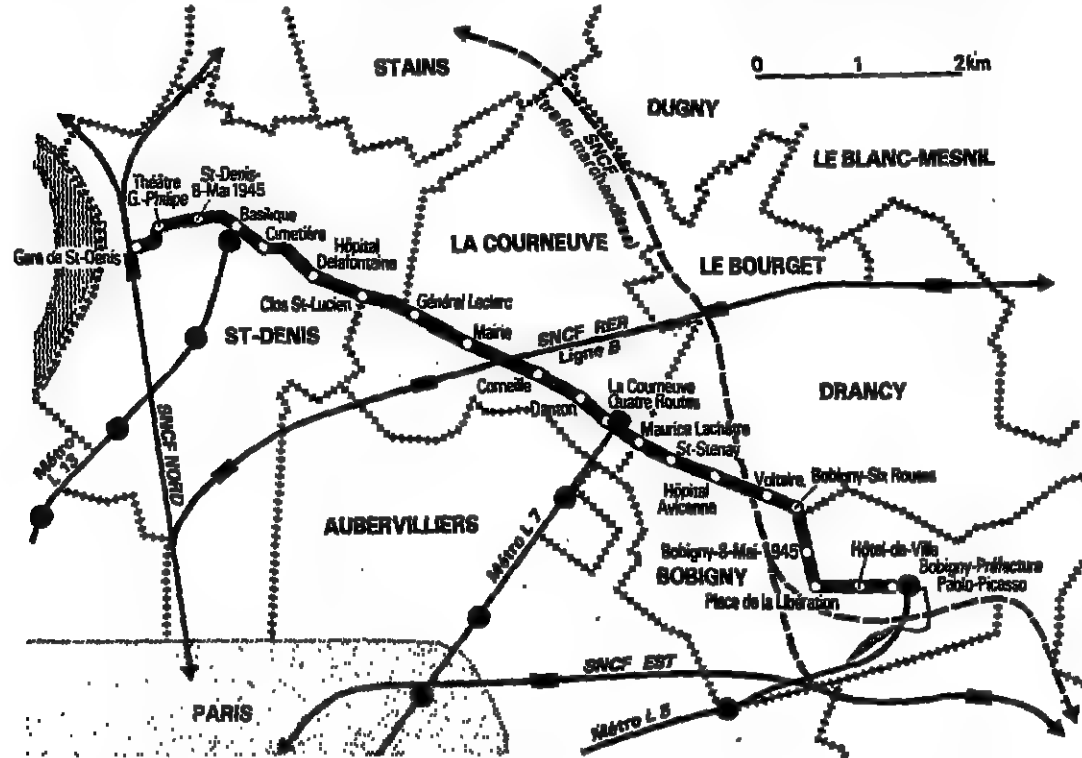 STAINS
0 1 2 km
DUGNY
SNCF
(trafic marchandises)
LE BLANC-MESNIL
St-Denis-
8-Mai 1945
Théâtre
G.-Philipe
Basilique
Cimetière
Gare de St-Denis
Hôpital
Delafontaine
LA COURNEUVE
LE BOURGET
Clos St-Lucien
Général Leclerc
ST-DENIS
Mairie
SNCF RER
Ligne B
Corneille
Danton
La Courneuve
Quatre Routes
DRANCY
Maurice Lachâtre
St-Stenay
Métro
L 13
SNCF NORD
Hôpital
Avicenne
Voltaire
Bobigny-Six Routes
AUBERVILLIERS
Métro L 7
Bobigny-8-Mai-1945
Hôtel-de-Ville
BOBIGNY
Bobigny-Préfecture
Pablo-Picasso
Place de la Libération
SNCF EST
PARIS
Métro L 5